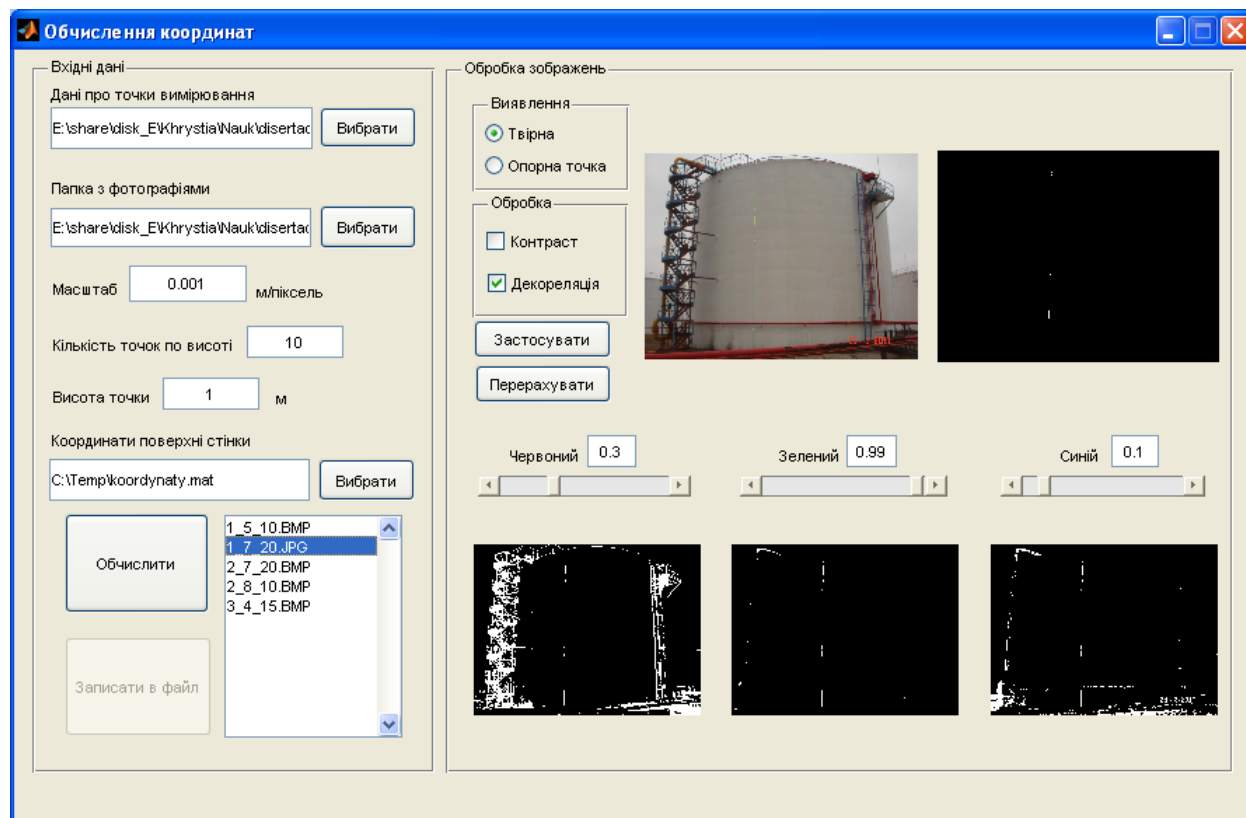 Обчислення координат
Вхідні дані
Дані про точки вимірювання
E:\share\disk_E\Khrystia\Nauk\disertac
Вибрати
Папка з фотографіями
E:\share\disk_E\Khrystia\Nauk\disertac
Вибрати
Масштаб 0.001 м/піксель
Кількість точок по висоті 10
Висота точки 1 м
Координати поверхні стінки
C:\Temp\koordynaty.mat
Вибрати
Обчислити
Записати в файл
1_5_10.BMP
1_7_20.JPG
2_7_20.BMP
2_8_10.BMP
3_4_15.BMP
Обробка зображень
Виявлення
Твірна
Опорна точка
Обробка
Контраст
Декореляція
Застосувати
Перерахувати
Червоний 0.3
Зелений 0.99
Синій 0.1